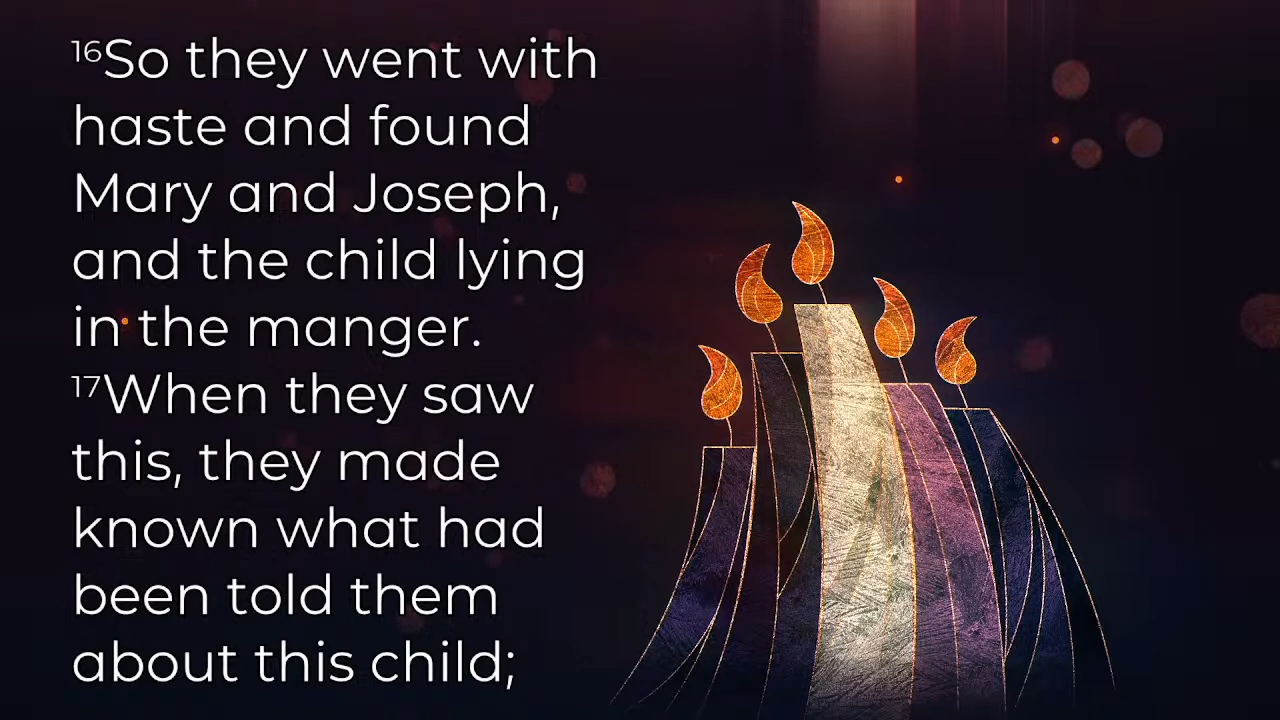 ¹⁶So they went with
haste and found
Mary and Joseph,
and the child lying
in the manger.
¹⁷When they saw
this, they made
known what had
been told them
about this child;